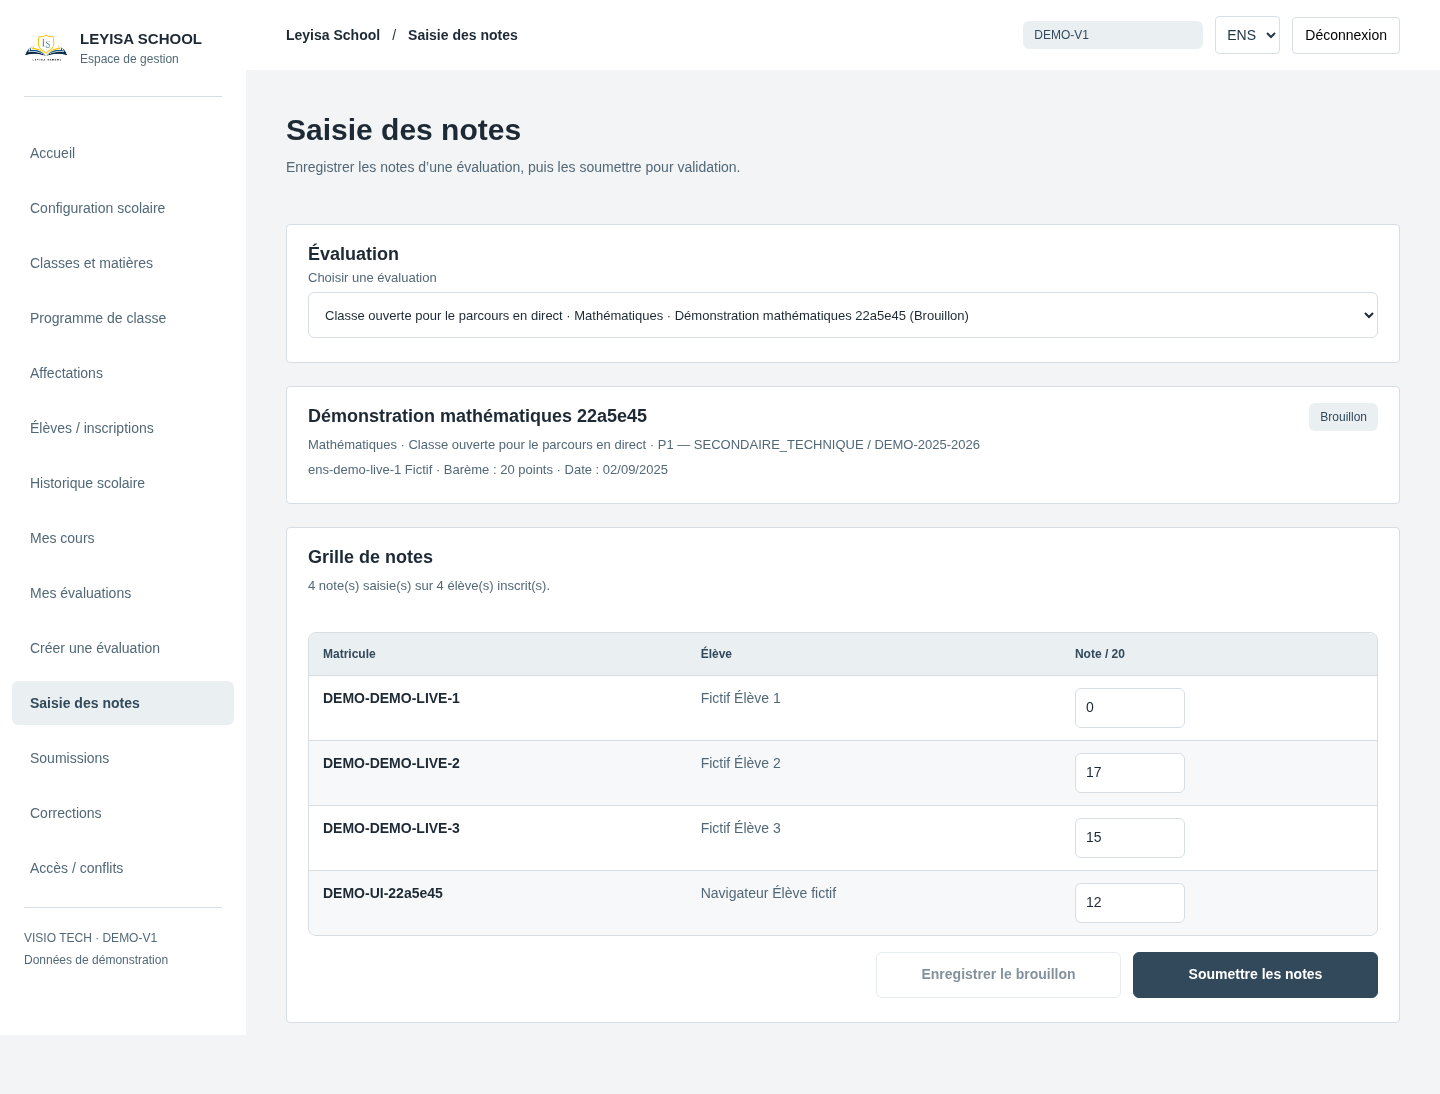 LEYISA SCHOOL
Espace de gestion
Leyisa School / Saisie des notes
DEMO-V1
ENS
Déconnexion
Accueil
Configuration scolaire
Classes et matières
Programme de classe
Affectations
Élèves / inscriptions
Historique scolaire
Mes cours
Mes évaluations
Créer une évaluation
Saisie des notes
Soumissions
Corrections
Accès / conflits
VISIO TECH · DEMO-V1
Données de démonstration
Saisie des notes
Enregistrer les notes d’une évaluation, puis les soumettre pour validation.
Évaluation
Choisir une évaluation
Classe ouverte pour le parcours en direct · Mathématiques · Démonstration mathématiques 22a5e45 (Brouillon)
Démonstration mathématiques 22a5e45
Brouillon
Mathématiques · Classe ouverte pour le parcours en direct · P1 — SECONDAIRE_TECHNIQUE / DEMO-2025-2026
ens-demo-live-1 Fictif · Barème : 20 points · Date : 02/09/2025
Grille de notes
4 note(s) saisie(s) sur 4 élève(s) inscrit(s).
Matricule Élève Note / 20
DEMO-DEMO-LIVE-1 Fictif Élève 1 0
DEMO-DEMO-LIVE-2 Fictif Élève 2 17
DEMO-DEMO-LIVE-3 Fictif Élève 3 15
DEMO-UI-22a5e45 Navigateur Élève fictif 12
Enregistrer le brouillon
Soumettre les notes